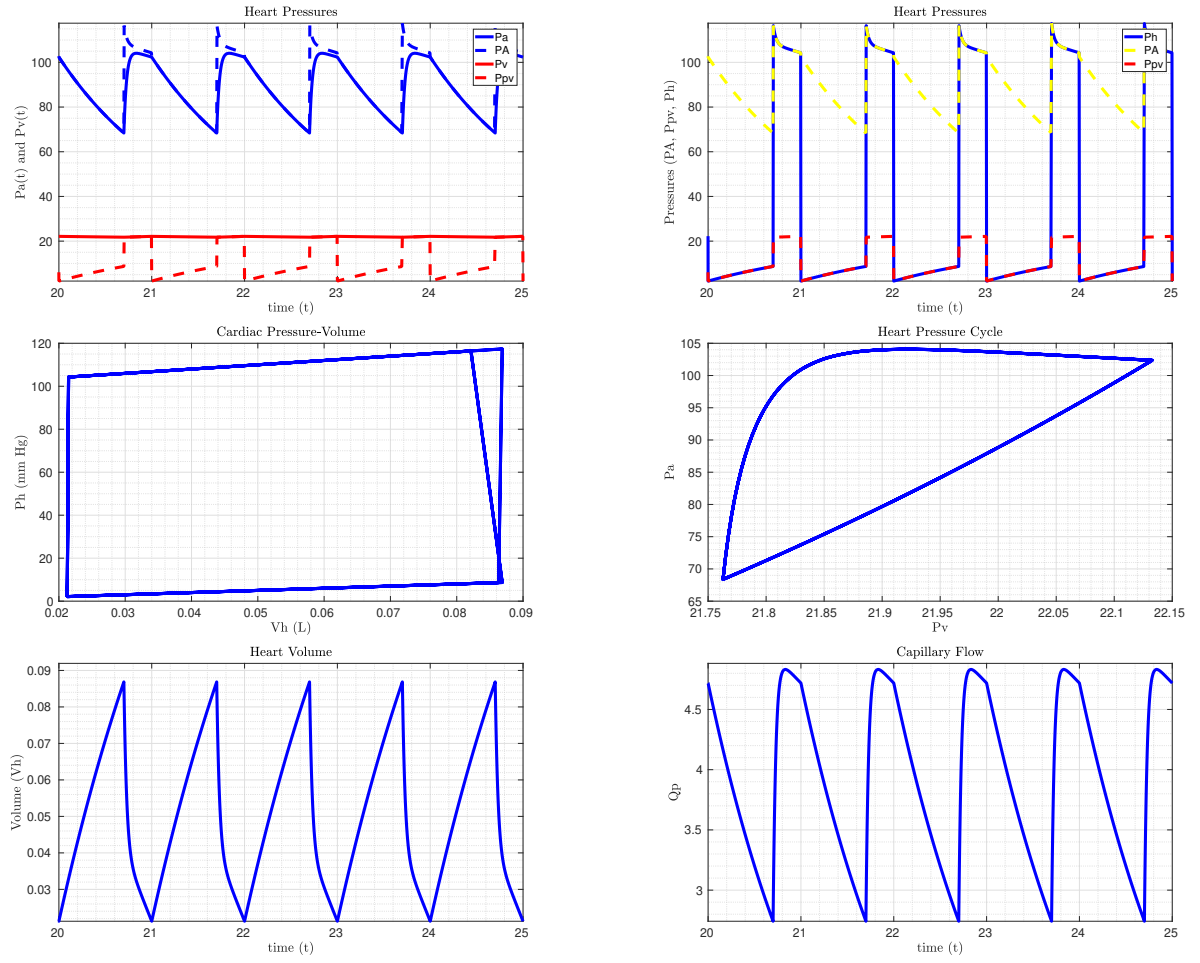 Heart Pressures
Pa
PA
Pv
Ppv
100
80
60
40
20
Pa(t) and Pv(t)
20 21 22 23 24 25
time (t)
Heart Pressures
Ph
PA
Ppv
100
80
60
40
20
Pressures (PA, Ppv, Ph)
20 21 22 23 24 25
time (t)
Cardiac Pressure-Volume
120
100
80
60
40
20
0
Ph (mm Hg)
0.02 0.03 0.04 0.05 0.06 0.07 0.08 0.09
Vh (L)
Heart Pressure Cycle
105
100
95
90
85
80
75
70
65
Pa
21.75 21.8 21.85 21.9 21.95 22 22.05 22.1 22.15
Pv
Heart Volume
0.09
0.08
0.07
0.06
0.05
0.04
0.03
Volume (Vh)
20 21 22 23 24 25
time (t)
Capillary Flow
4.5
4
3.5
3
Qp
20 21 22 23 24 25
time (t)